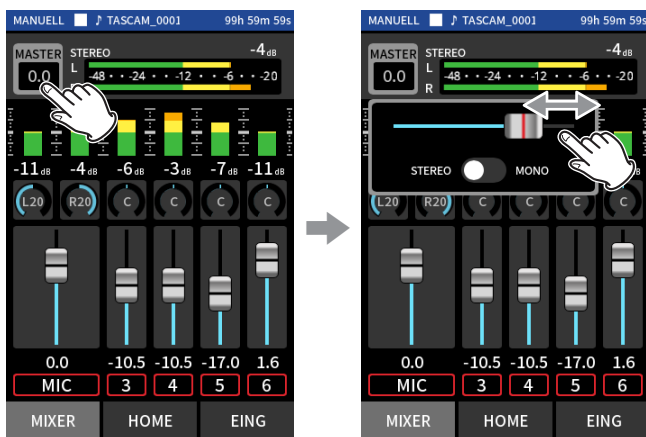 MANUELL ♪ TASCAM_0001 99h 59m 59s
MASTER STEREO -4dB
0.0 L
-48 · · -24 · · -12 · · -6 · · -20
-11dB -4dB -6dB -3dB -7dB -11dB
L20 R20 C C C C
0.0 -10.5 -10.5 -17.0 1.6
MIC 3 4 5 6
MIXER HOME EING
MANUELL ♪ TASCAM_0001 99h 59m 59s
MASTER STEREO -4dB
0.0 L
-48 · · -24 · · -12 · · -6 · · -20
R
STEREO MONO
L20 R20 C C C C
0.0 -10.5 -10.5 -17.0 1.6
MIC 3 4 5 6
MIXER HOME EING